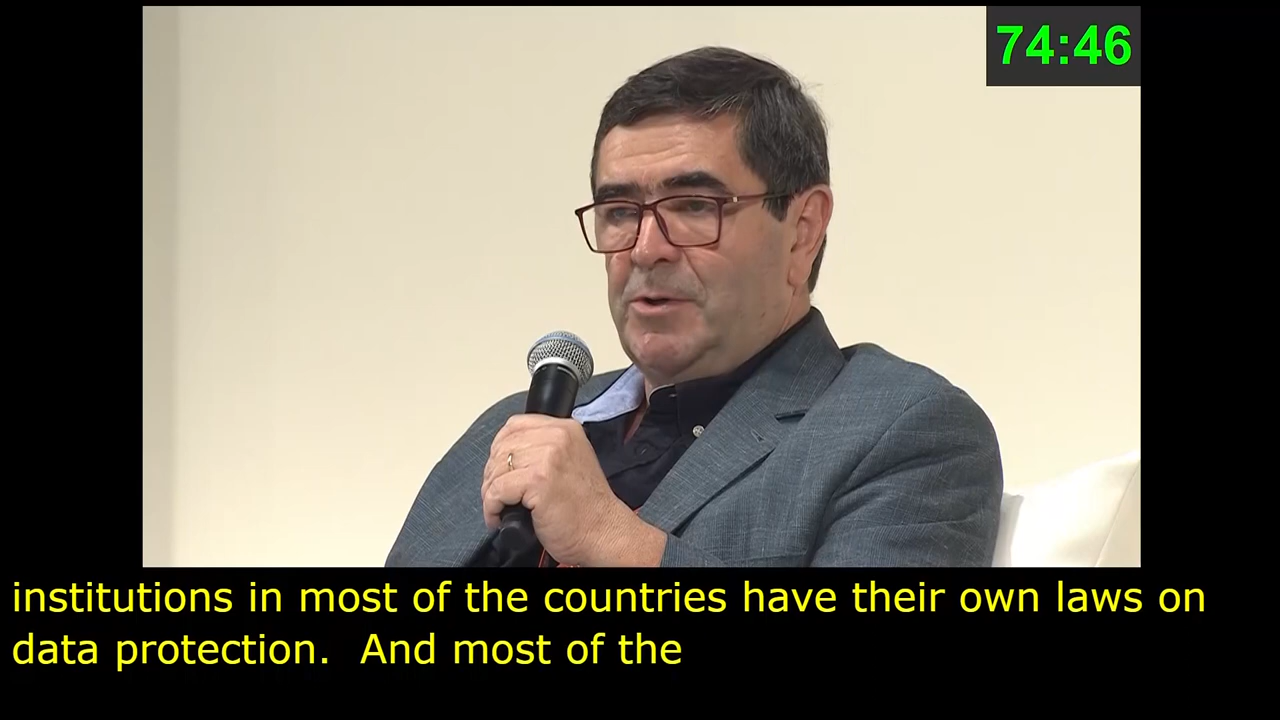 74:46
institutions in most of the countries have their own laws on
data protection.  And most of the